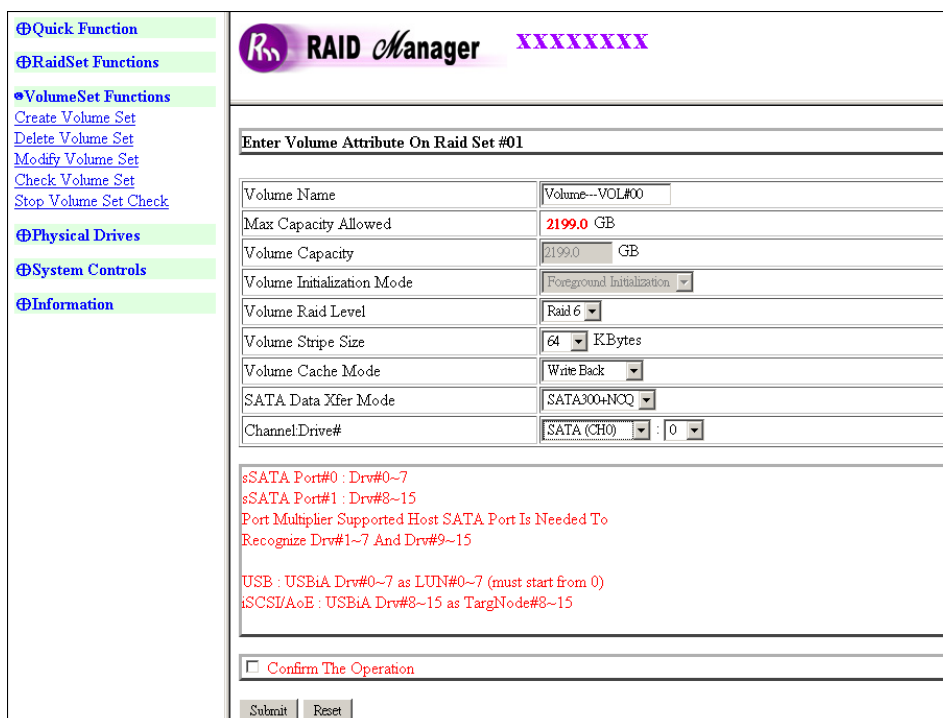 Quick Function
RaidSet Functions
VolumeSet Functions
Create Volume Set
Delete Volume Set
Modify Volume Set
Check Volume Set
Stop Volume Set Check
Physical Drives
System Controls
Information
Rm RAID Manager XXXXXXXX
Enter Volume Attribute On Raid Set #01
Volume Name Volume---VOL#00
Max Capacity Allowed 2199.0 GB
Volume Capacity 2199.0 GB
Volume Initialization Mode Foreground Initialization
Volume Raid Level Raid 6
Volume Stripe Size 64 KBytes
Volume Cache Mode Write Back
SATA Data Xfer Mode SATA300+NCQ
Channel:Drive# SATA (CH0) : 0
sSATA Port#0 : Drv#0~7
sSATA Port#1 : Drv#8~15
Port Multiplier Supported Host SATA Port Is Needed To
Recognize Drv#1~7 And Drv#9~15
USB : USBiA Drv#0~7 as LUN#0~7 (must start from 0)
iSCSI/AoE : USBiA Drv#8~15 as TargNode#8~15
Confirm The Operation
Submit Reset